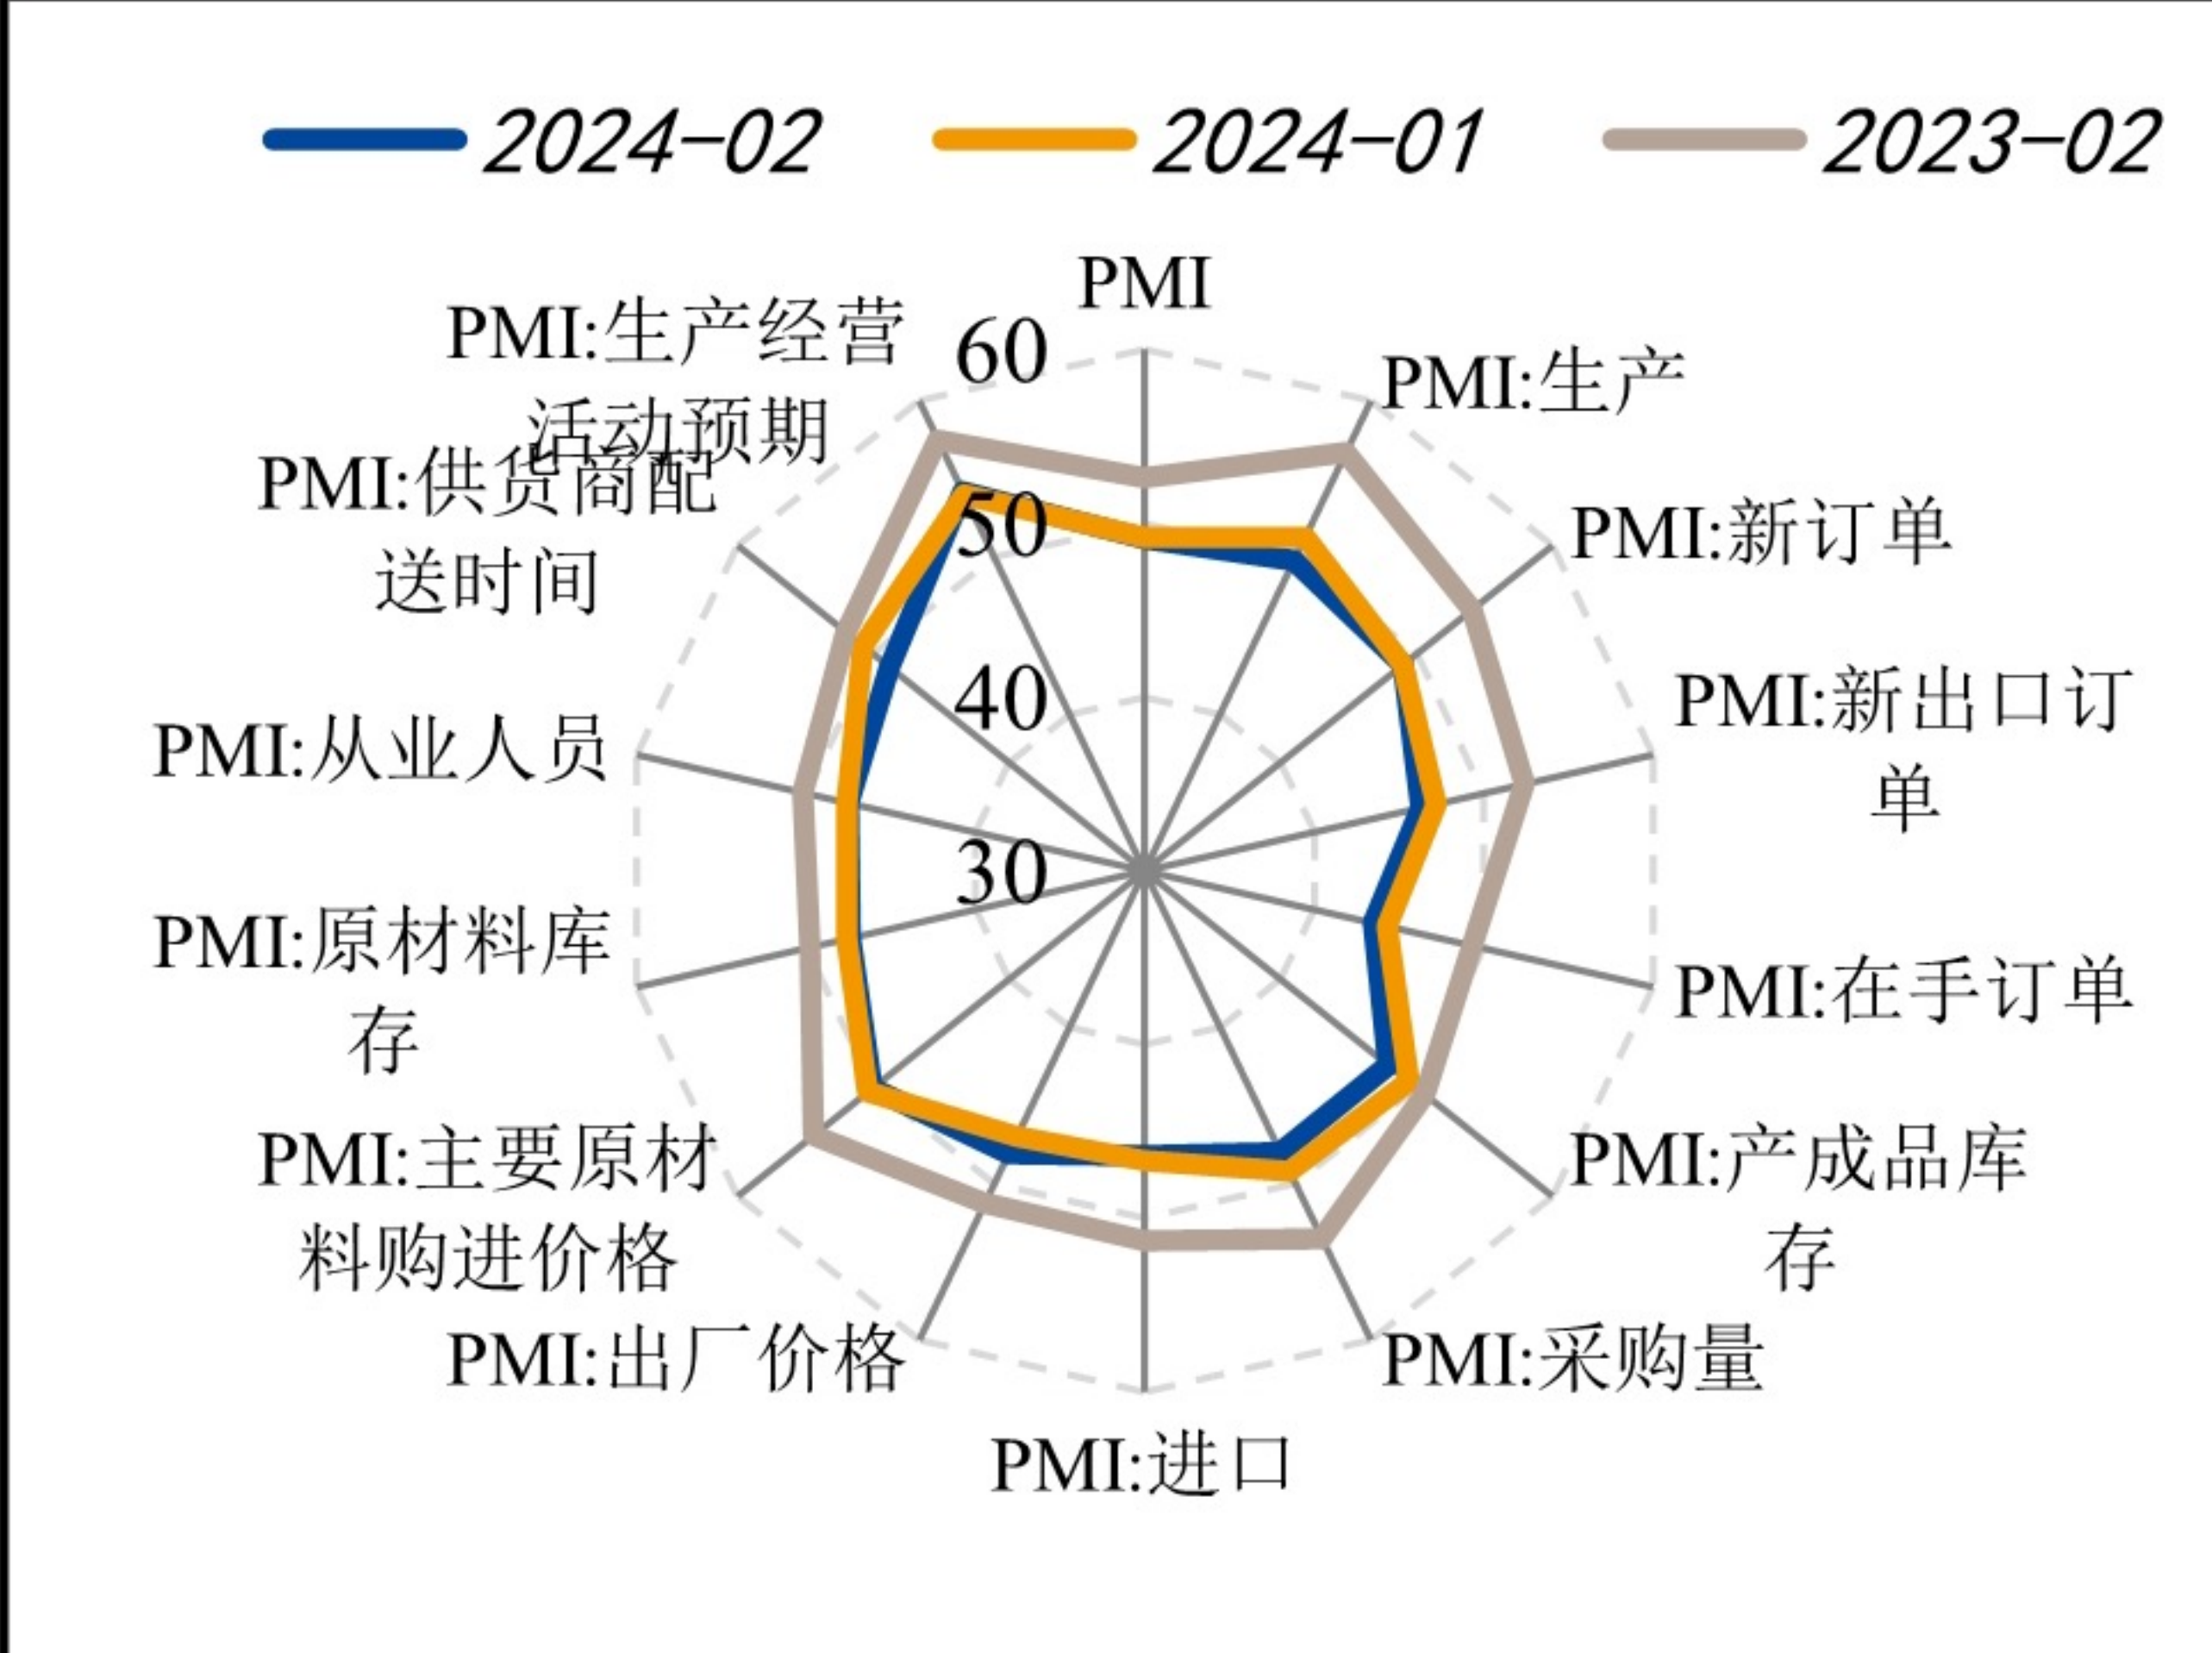 2024-02 2024-01 2023-02
PMI
60
50
40
30
PMI:生产
PMI:新订单
PMI:新出口订
单
PMI:在手订单
PMI:产成品库
存
PMI:采购量
PMI:进口
PMI:出厂价格
PMI:主要原材
料购进价格
PMI:原材料库
存
PMI:从业人员
PMI:供货商配
送时间
PMI:生产经营
活动预期